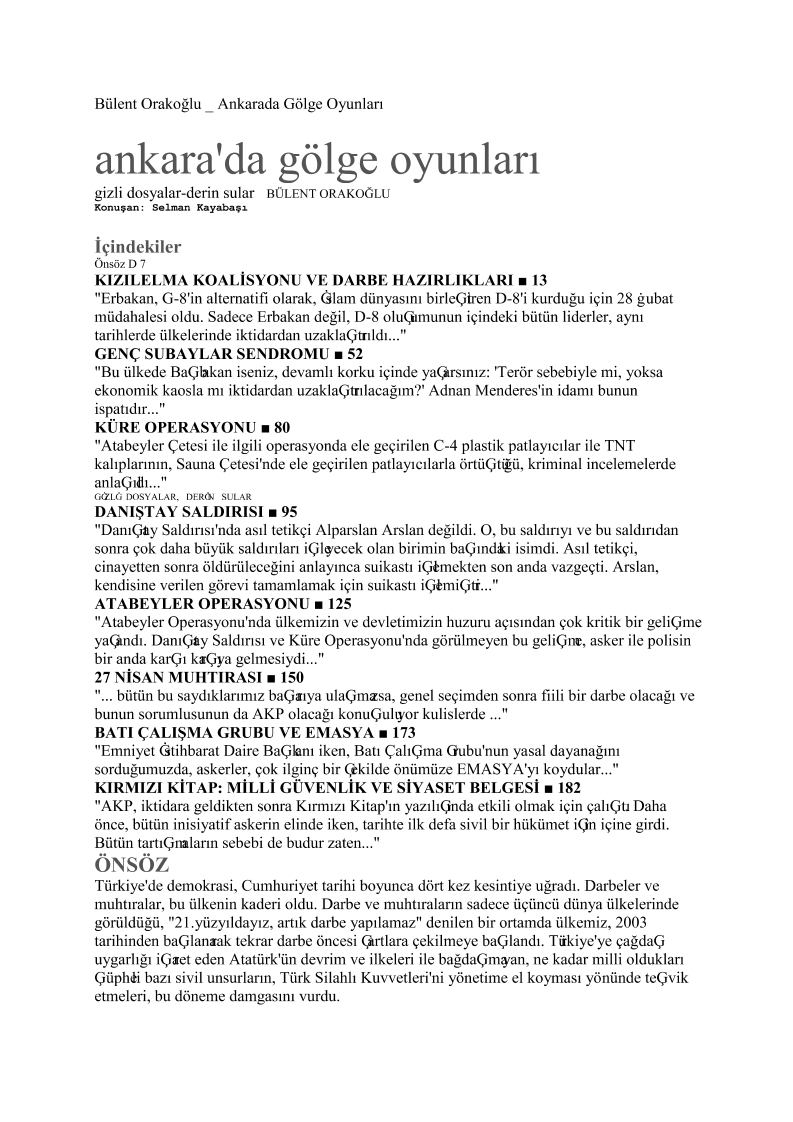 Bülent Orakoğlu _ Ankarada Gölge Oyunları
ankara'da gölge oyunları
gizli dosyalar-derin sular BÜLENT ORAKOĞLU
Konuşan: Selman Kayabaşı
İçindekiler
Önsöz D 7
KIZILELMA KOALİSYONU VE DARBE HAZIRLIKLARI ■ 13
"Erbakan, G-8'in alternatifi olarak, Ġslam dünyasını birleĢtiren D-8'i kurduğu için 28 ġubat
müdahalesi oldu. Sadece Erbakan değil, D-8 oluĢumunun içindeki bütün liderler, aynı
tarihlerde ülkelerinde iktidardan uzaklaĢtırıldı..."
GENÇ SUBAYLAR SENDROMU ■ 52
"Bu ülkede BaĢbakan iseniz, devamlı korku içinde yaĢarsınız: 'Terör sebebiyle mi, yoksa
ekonomik kaosla mı iktidardan uzaklaĢtırılacağım?' Adnan Menderes'in idamı bunun
ispatıdır..."
KÜRE OPERASYONU ■ 80
"Atabeyler Çetesi ile ilgili operasyonda ele geçirilen C-4 plastik patlayıcılar ile TNT
kalıplarının, Sauna Çetesi'nde ele geçirilen patlayıcılarla örtüĢtüğü, kriminal incelemelerde
anlaĢıldı..."
GĠZLĠ DOSYALAR, DERĠN SULAR
DANIŞTAY SALDIRISI ■ 95
"DanıĢtay Saldırısı'nda asıl tetikçi Alparslan Arslan değildi. O, bu saldırıyı ve bu saldırıdan
sonra çok daha büyük saldırıları iĢleyecek olan birimin baĢındaki isimdi. Asıl tetikçi,
cinayetten sonra öldürüleceğini anlayınca suikastı iĢlemekten son anda vazgeçti. Arslan,
kendisine verilen görevi tamamlamak için suikastı iĢlemiĢtir..."
ATABEYLER OPERASYONU ■ 125
"Atabeyler Operasyonu'nda ülkemizin ve devletimizin huzuru açısından çok kritik bir geliĢme
yaĢandı. DanıĢtay Saldırısı ve Küre Operasyonu'nda görülmeyen bu geliĢme, asker ile polisin
bir anda karĢı karĢıya gelmesiydi..."
27 NİSAN MUHTIRASI ■ 150
"... bütün bu saydıklarımız baĢarıya ulaĢmazsa, genel seçimden sonra fiili bir darbe olacağı ve
bunun sorumlusunun da AKP olacağı konuĢuluyor kulislerde ..."
BATI ÇALIŞMA GRUBU VE EMASYA ■ 173
"Emniyet Ġstihbarat Daire BaĢkanı iken, Batı ÇalıĢma Grubu'nun yasal dayanağını
sorduğumuzda, askerler, çok ilginç bir Ģekilde önümüze EMASYA'yı koydular..."
KIRMIZI KİTAP: MİLLİ GÜVENLİK VE SİYASET BELGESİ ■ 182
"AKP, iktidara geldikten sonra Kırmızı Kitap'ın yazılıĢında etkili olmak için çalıĢtı. Daha
önce, bütün inisiyatif askerin elinde iken, tarihte ilk defa sivil bir hükümet iĢin içine girdi.
Bütün tartıĢmaların sebebi de budur zaten..."
ÖNSÖZ
Türkiye'de demokrasi, Cumhuriyet tarihi boyunca dört kez kesintiye uğradı. Darbeler ve
muhtıralar, bu ülkenin kaderi oldu. Darbe ve muhtıraların sadece üçüncü dünya ülkelerinde
görüldüğü, "21.yüzyıldayız, artık darbe yapılamaz" denilen bir ortamda ülkemiz, 2003
tarihinden baĢlanarak tekrar darbe öncesi Ģartlara çekilmeye baĢlandı. Türkiye'ye çağdaĢ
uygarlığı iĢaret eden Atatürk'ün devrim ve ilkeleri ile bağdaĢmayan, ne kadar milli oldukları
Ģüpheli bazı sivil unsurların, Türk Silahlı Kuvvetleri'ni yönetime el koyması yönünde teĢvik
etmeleri, bu döneme damgasını vurdu.